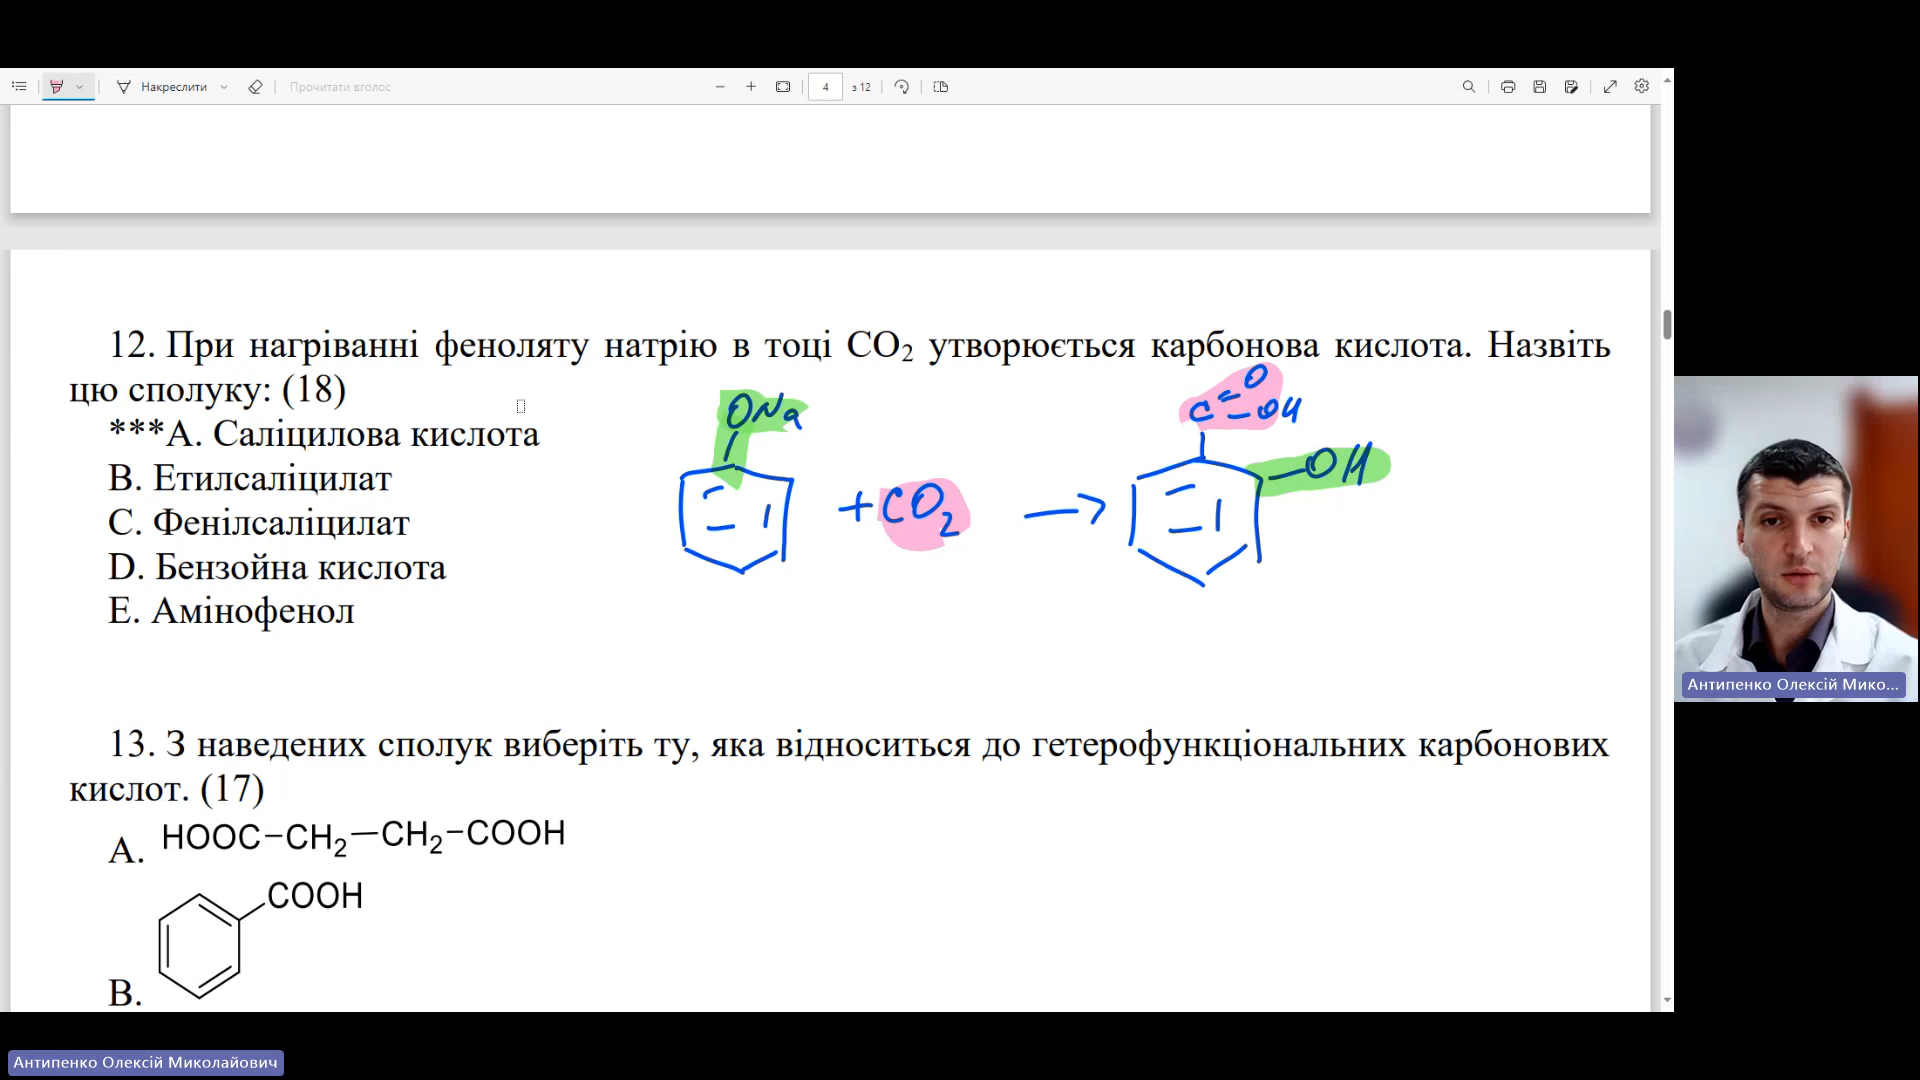 Накреслити
Прочитати вголос
4
з 12
12. При нагріванні феноляту натрію в тоці CO₂ утворюється карбонова кислота. Назвіть
цю сполуку: (18)
***A. Саліцилова кислота
B. Етилсаліцилат
C. Фенілсаліцилат
D. Бензойна кислота
E. Амінофенол
ONa
+CO₂
C
=O
-OH
-OH
13. З наведених сполук виберіть ту, яка відноситься до гетерофункціональних карбонових
кислот. (17)
A. HOOC–CH₂—CH₂–COOH
COOH
B.
Антипенко Олексій Мико...
Антипенко Олексій Миколайович